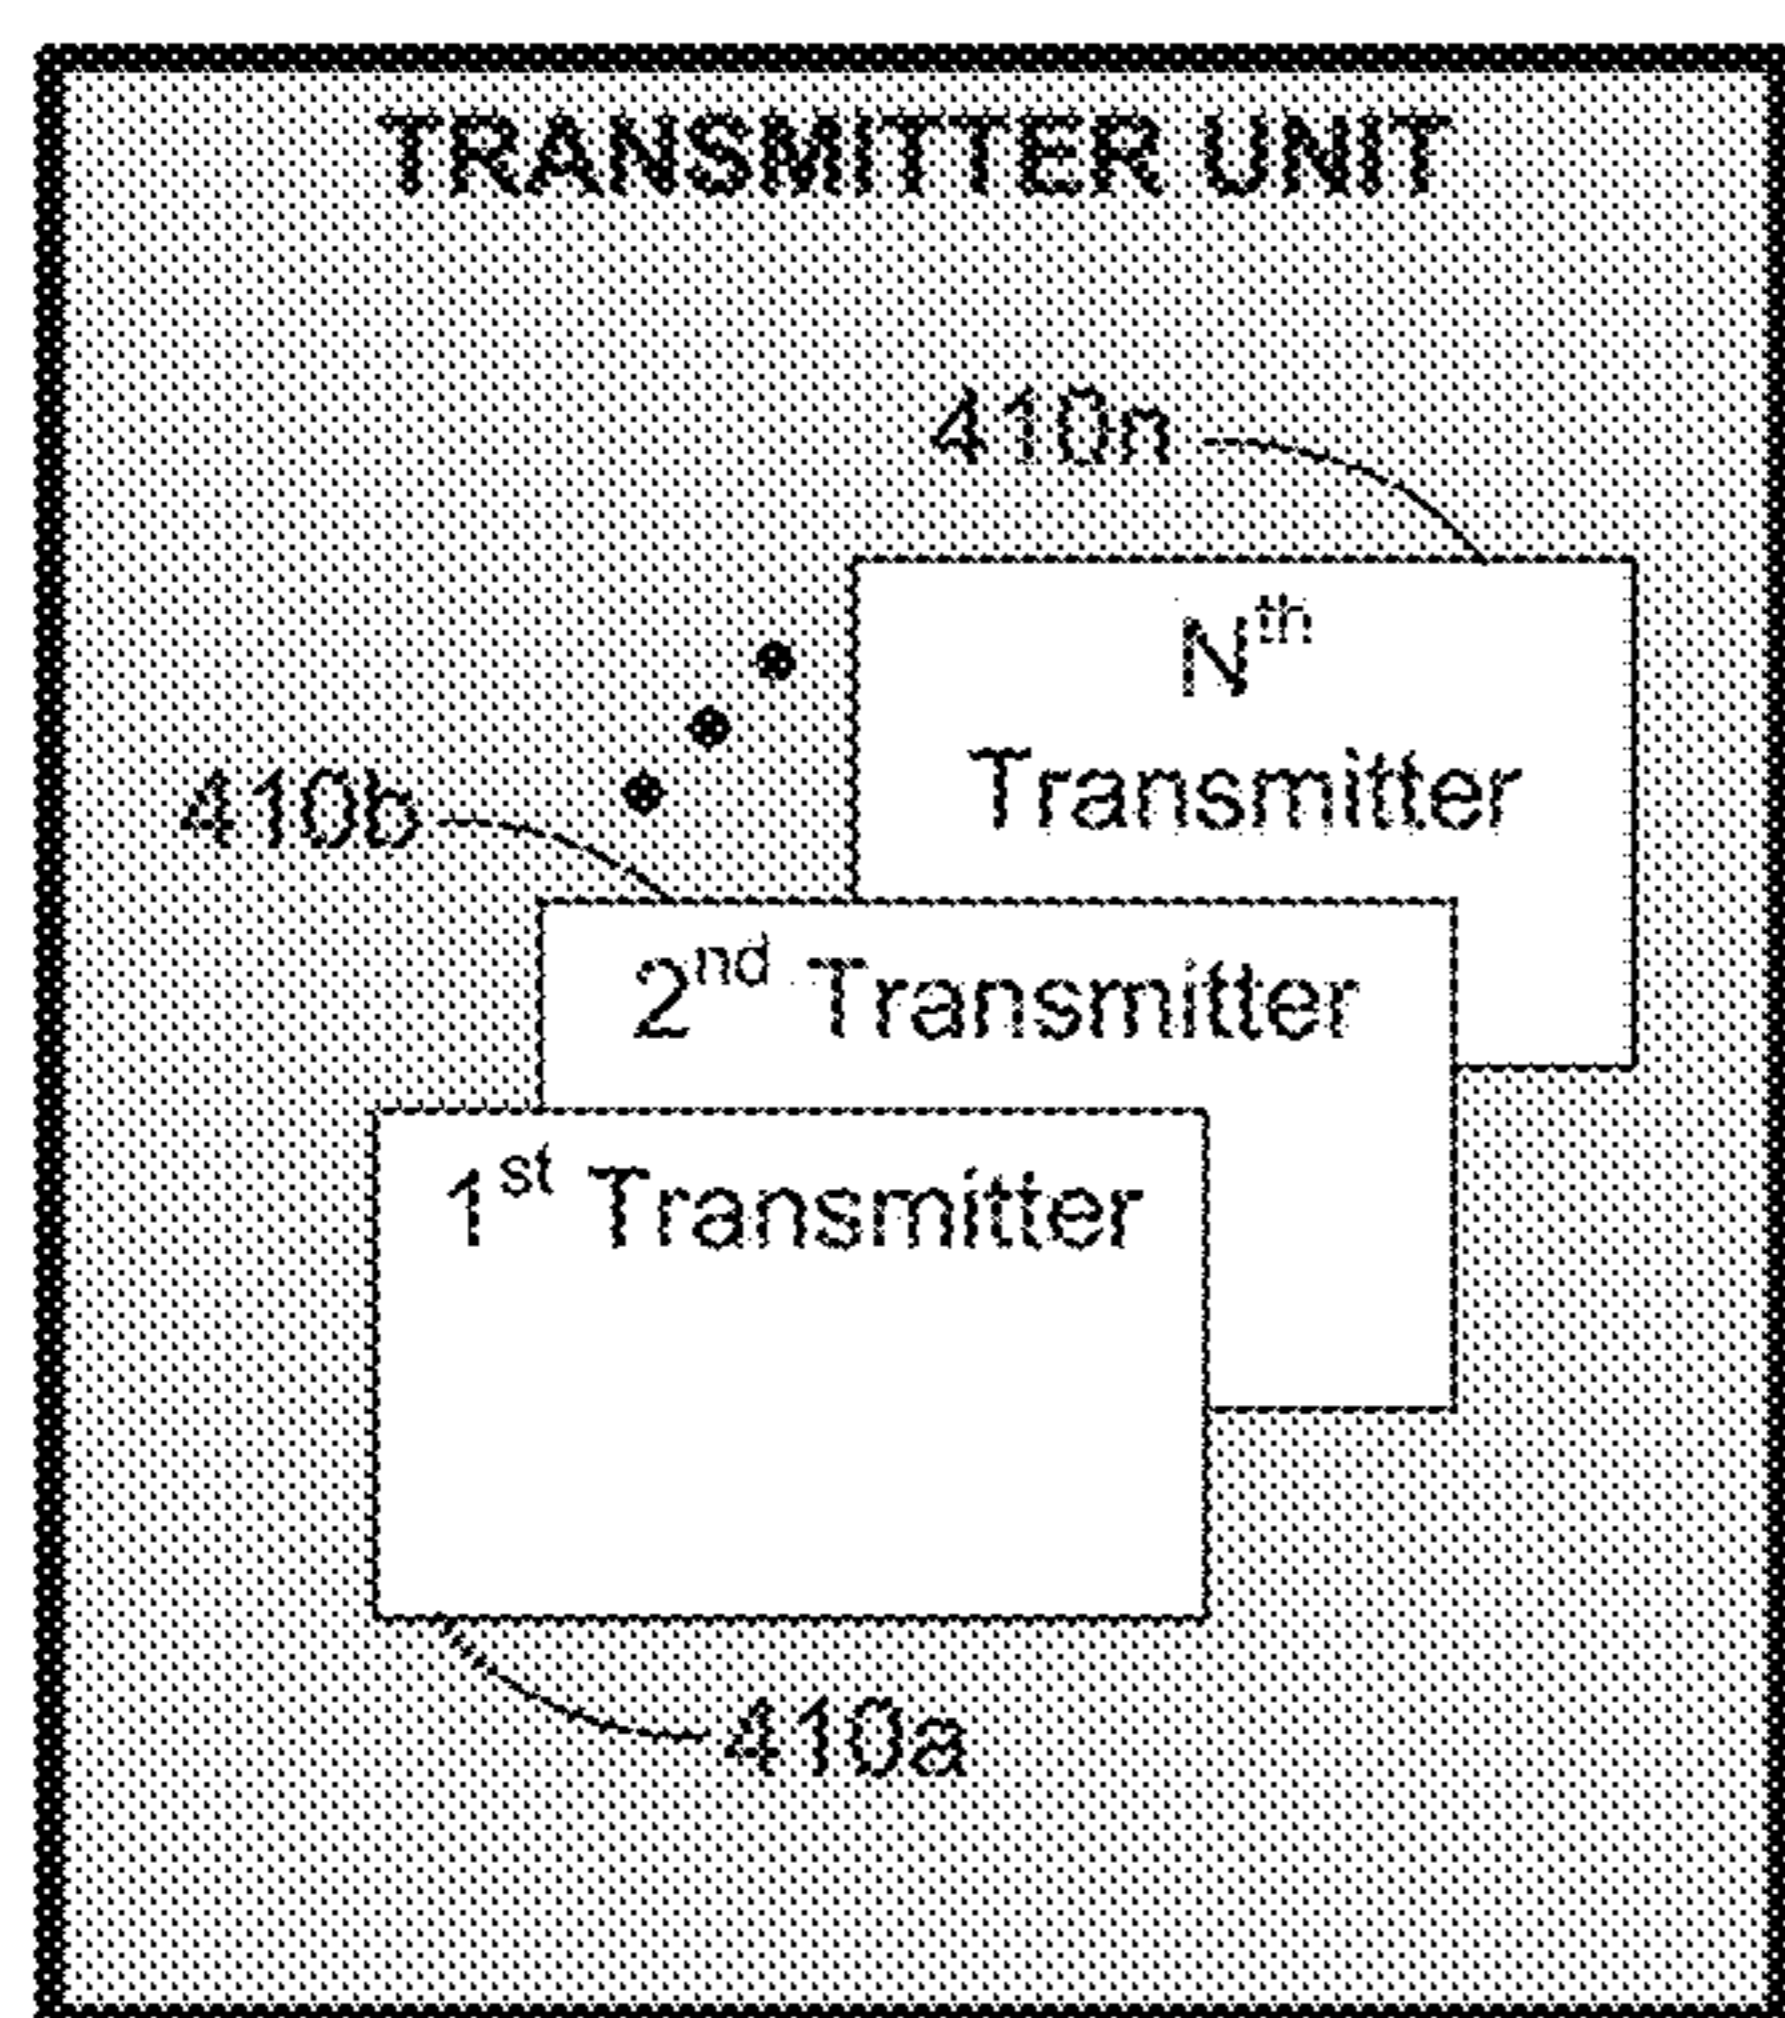 TRANSMITTER UNIT
410n
Nth
Transmitter
410b
2nd Transmitter
1st Transmitter
410a